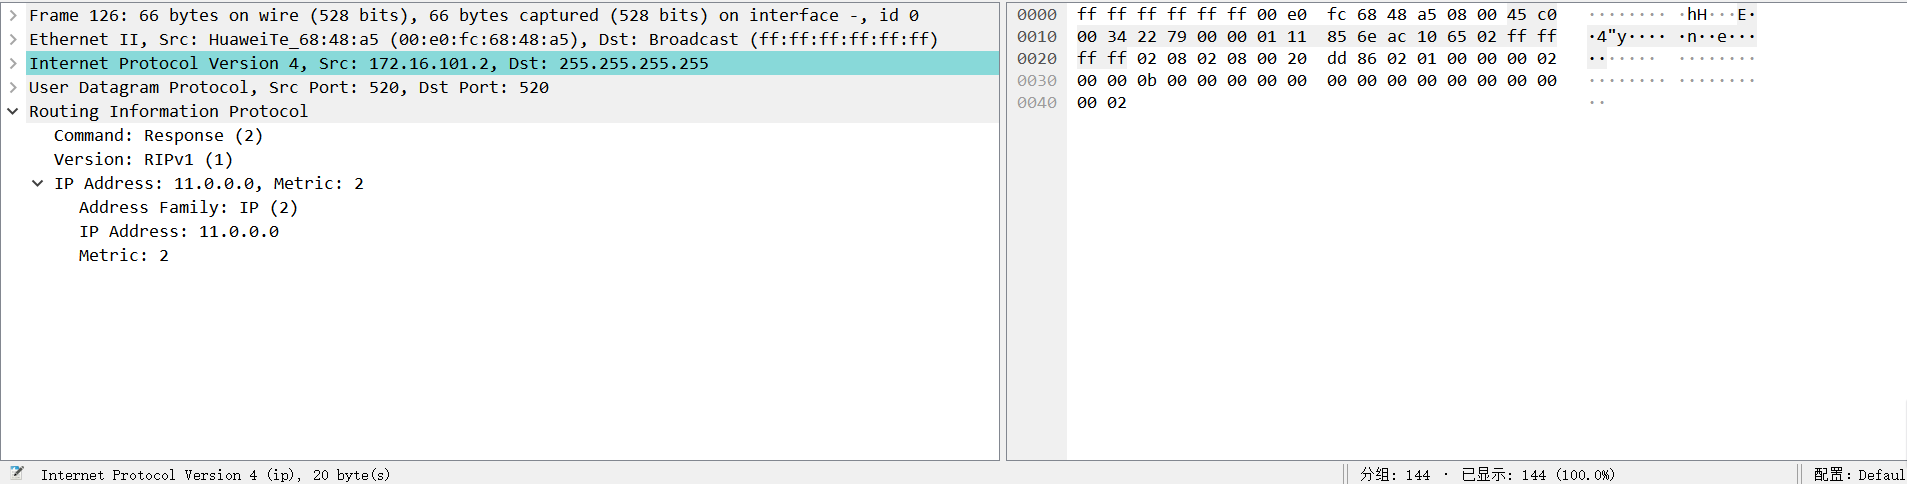 Frame 126: 66 bytes on wire (528 bits), 66 bytes captured (528 bits) on interface -, id 0
Ethernet II, Src: HuaweiTe_68:48:a5 (00:e0:fc:68:48:a5), Dst: Broadcast (ff:ff:ff:ff:ff:ff)
Internet Protocol Version 4, Src: 172.16.101.2, Dst: 255.255.255.255
User Datagram Protocol, Src Port: 520, Dst Port: 520
Routing Information Protocol
Command: Response (2)
Version: RIPv1 (1)
IP Address: 11.0.0.0, Metric: 2
Address Family: IP (2)
IP Address: 11.0.0.0
Metric: 2
0000 ff ff ff ff ff ff 00 e0 fc 68 48 a5 08 00 45 c0 ········ ·hH···E·
0010 00 34 22 79 00 00 01 11 85 6e ac 10 65 02 ff ff ·4"y···· ·n··e···
0020 ff ff 02 08 02 08 00 20 dd 86 02 01 00 00 00 02 ······· ········
0030 00 00 0b 00 00 00 00 00 00 00 00 00 00 00 00 00 ········ ········
0040 00 02 ··
Internet Protocol Version 4 (ip), 20 byte(s)
分组: 144 · 已显示: 144 (100.0%)
配置: Defaul